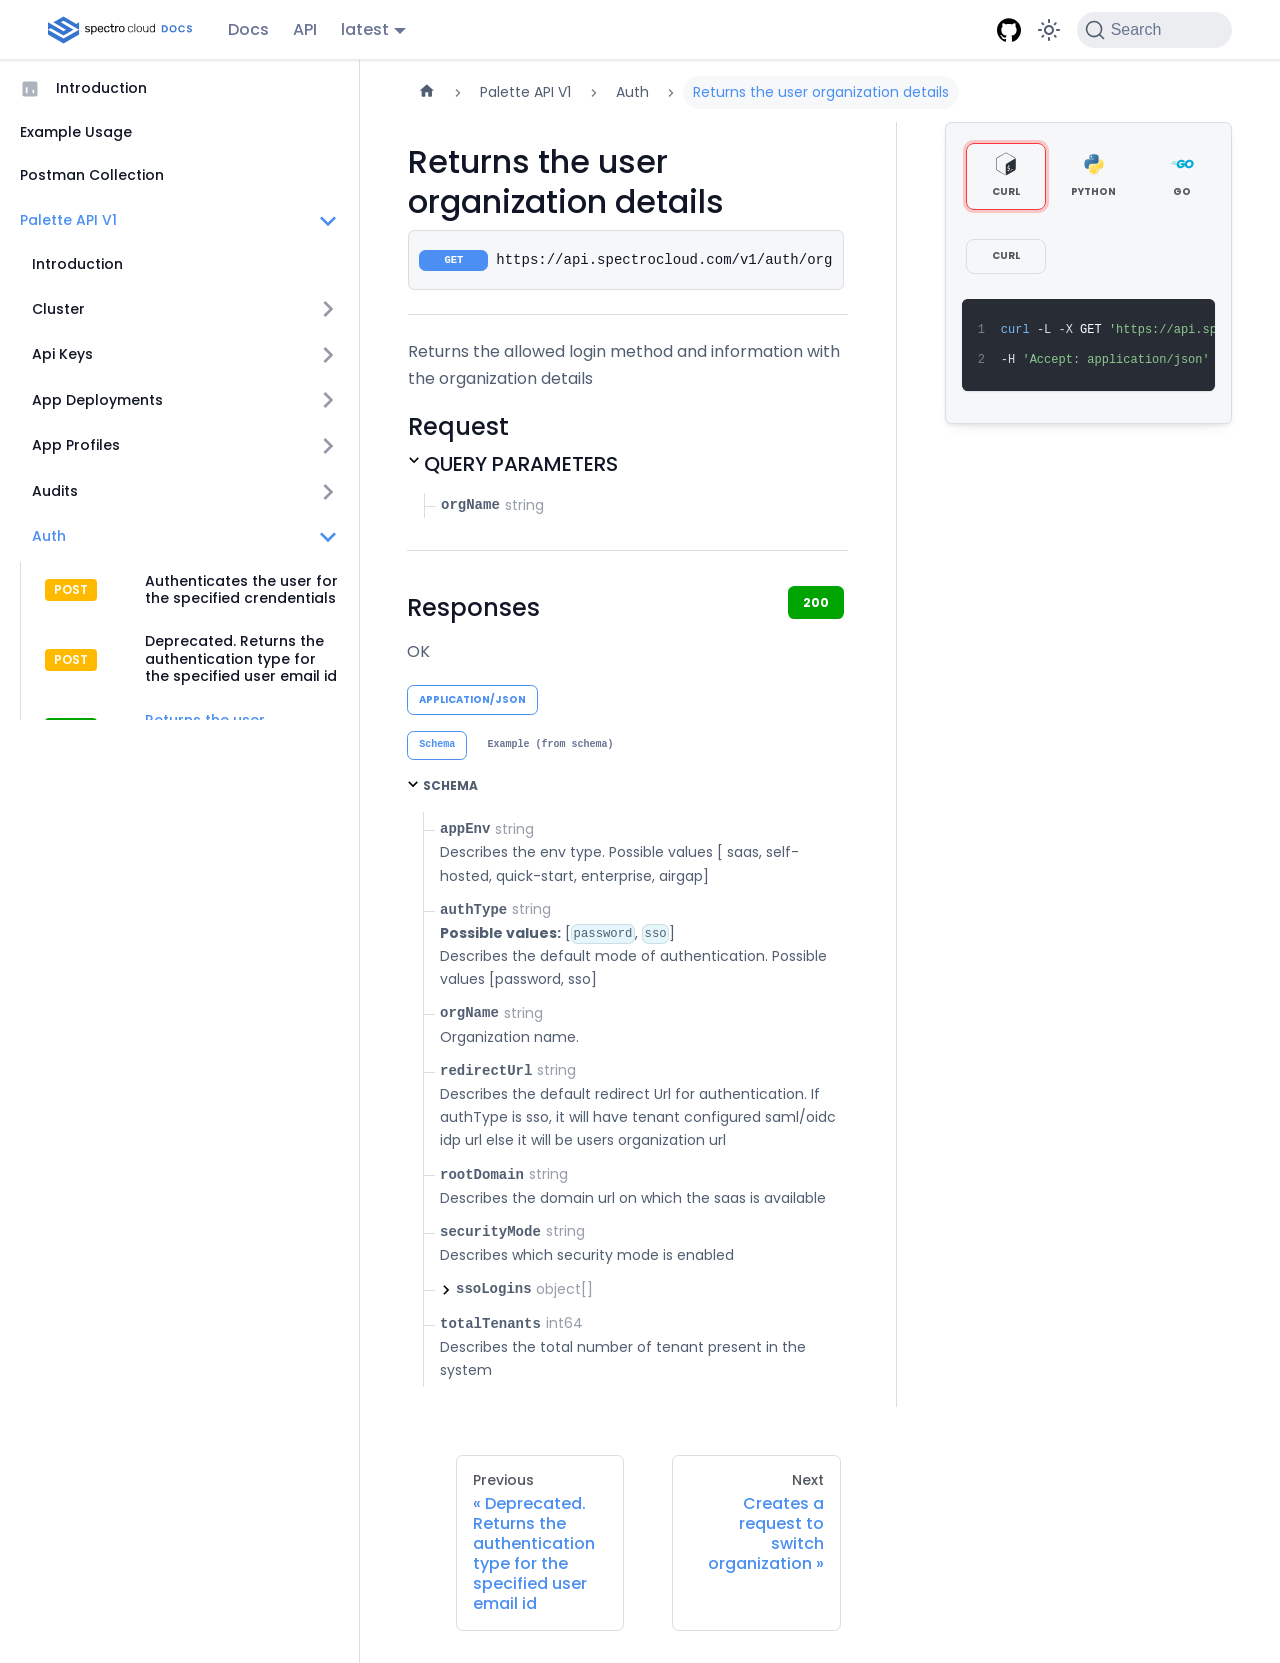 spectro cloud DOCS
Docs
API
latest
Search
Introduction
Example Usage
Postman Collection
Palette API V1
Introduction
Cluster
Api Keys
App Deployments
App Profiles
Audits
Auth
POST
Authenticates the user for
the specified crendentials
POST
Deprecated. Returns the
authentication type for
the specified user email id
Returns the user
Palette API V1
Auth
Returns the user organization details
Returns the user
organization details
GET
https://api.spectrocloud.com/v1/auth/org
Returns the allowed login method and information with
the organization details
Request
QUERY PARAMETERS
orgName string
Responses
200
OK
APPLICATION/JSON
Schema
Example (from schema)
SCHEMA
appEnv string
Describes the env type. Possible values [ saas, self-
hosted, quick-start, enterprise, airgap]
authType string
Possible values: [password, sso]
Describes the default mode of authentication. Possible
values [password, sso]
orgName string
Organization name.
redirectUrl string
Describes the default redirect Url for authentication. If
authType is sso, it will have tenant configured saml/oidc
idp url else it will be users organization url
rootDomain string
Describes the domain url on which the saas is available
securityMode string
Describes which security mode is enabled
ssoLogins object[]
totalTenants int64
Describes the total number of tenant present in the
system
CURL
PYTHON
GO
CURL
1 curl -L -X GET 'https://api.sp
2 -H 'Accept: application/json'
Previous
« Deprecated.
Returns the
authentication
type for the
specified user
email id
Next
Creates a
request to
switch
organization »